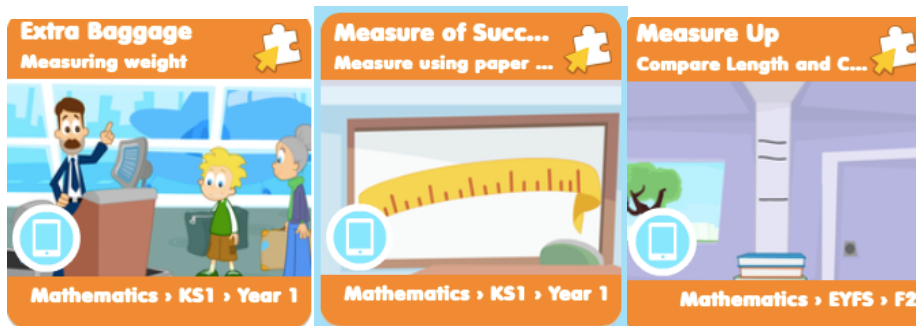 Extra Baggage
Measuring weight
Mathematics › KS1 › Year 1
Measure of Succ...
Measure using paper ...
Mathematics › KS1 › Year 1
Measure Up
Compare Length and C...
Mathematics › EYFS › F2